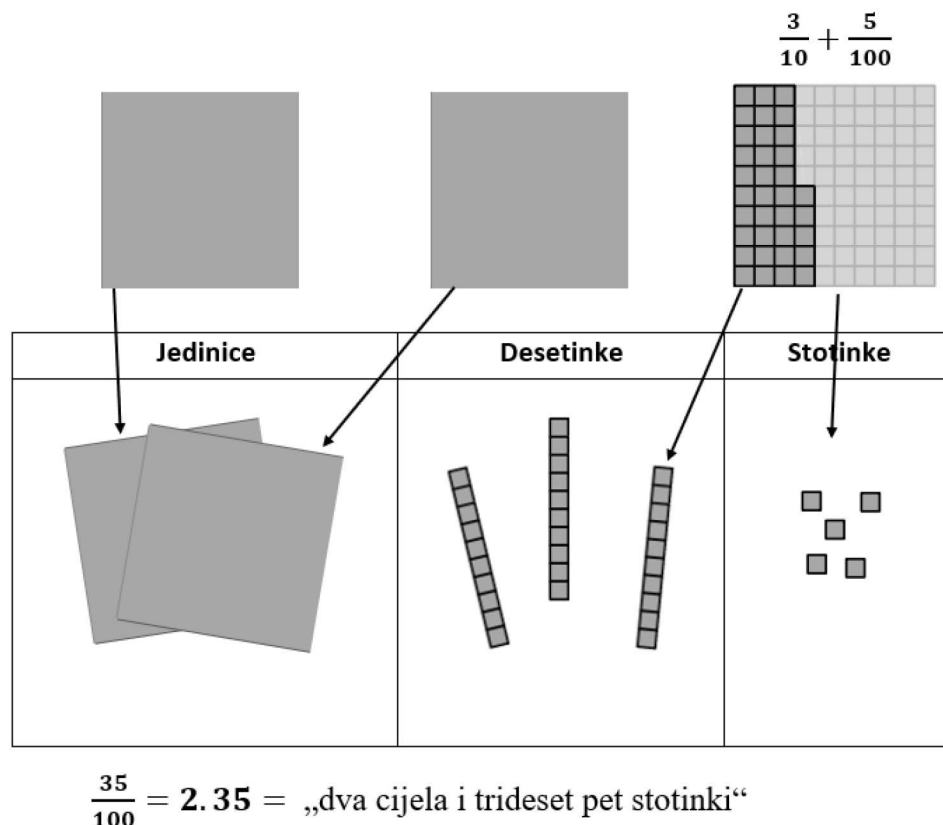 3/10 + 5/100
Jedinice Desetinke Stotinke
35/100 = 2.35 = „dva cijela i trideset pet stotinki“